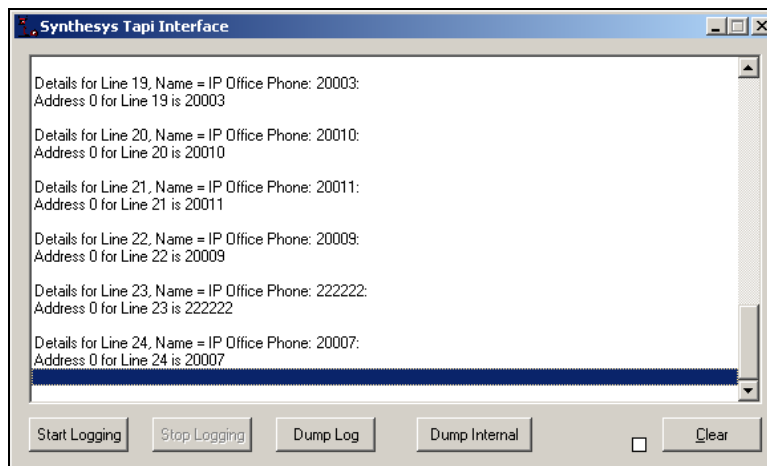 Synthesys Tapi Interface
Details for Line 19, Name = IP Office Phone: 20003:
Address 0 for Line 19 is 20003
Details for Line 20, Name = IP Office Phone: 20010:
Address 0 for Line 20 is 20010
Details for Line 21, Name = IP Office Phone: 20011:
Address 0 for Line 21 is 20011
Details for Line 22, Name = IP Office Phone: 20009:
Address 0 for Line 22 is 20009
Details for Line 23, Name = IP Office Phone: 222222:
Address 0 for Line 23 is 222222
Details for Line 24, Name = IP Office Phone: 20007:
Address 0 for Line 24 is 20007
Start Logging Stop Logging Dump Log Dump Internal Clear